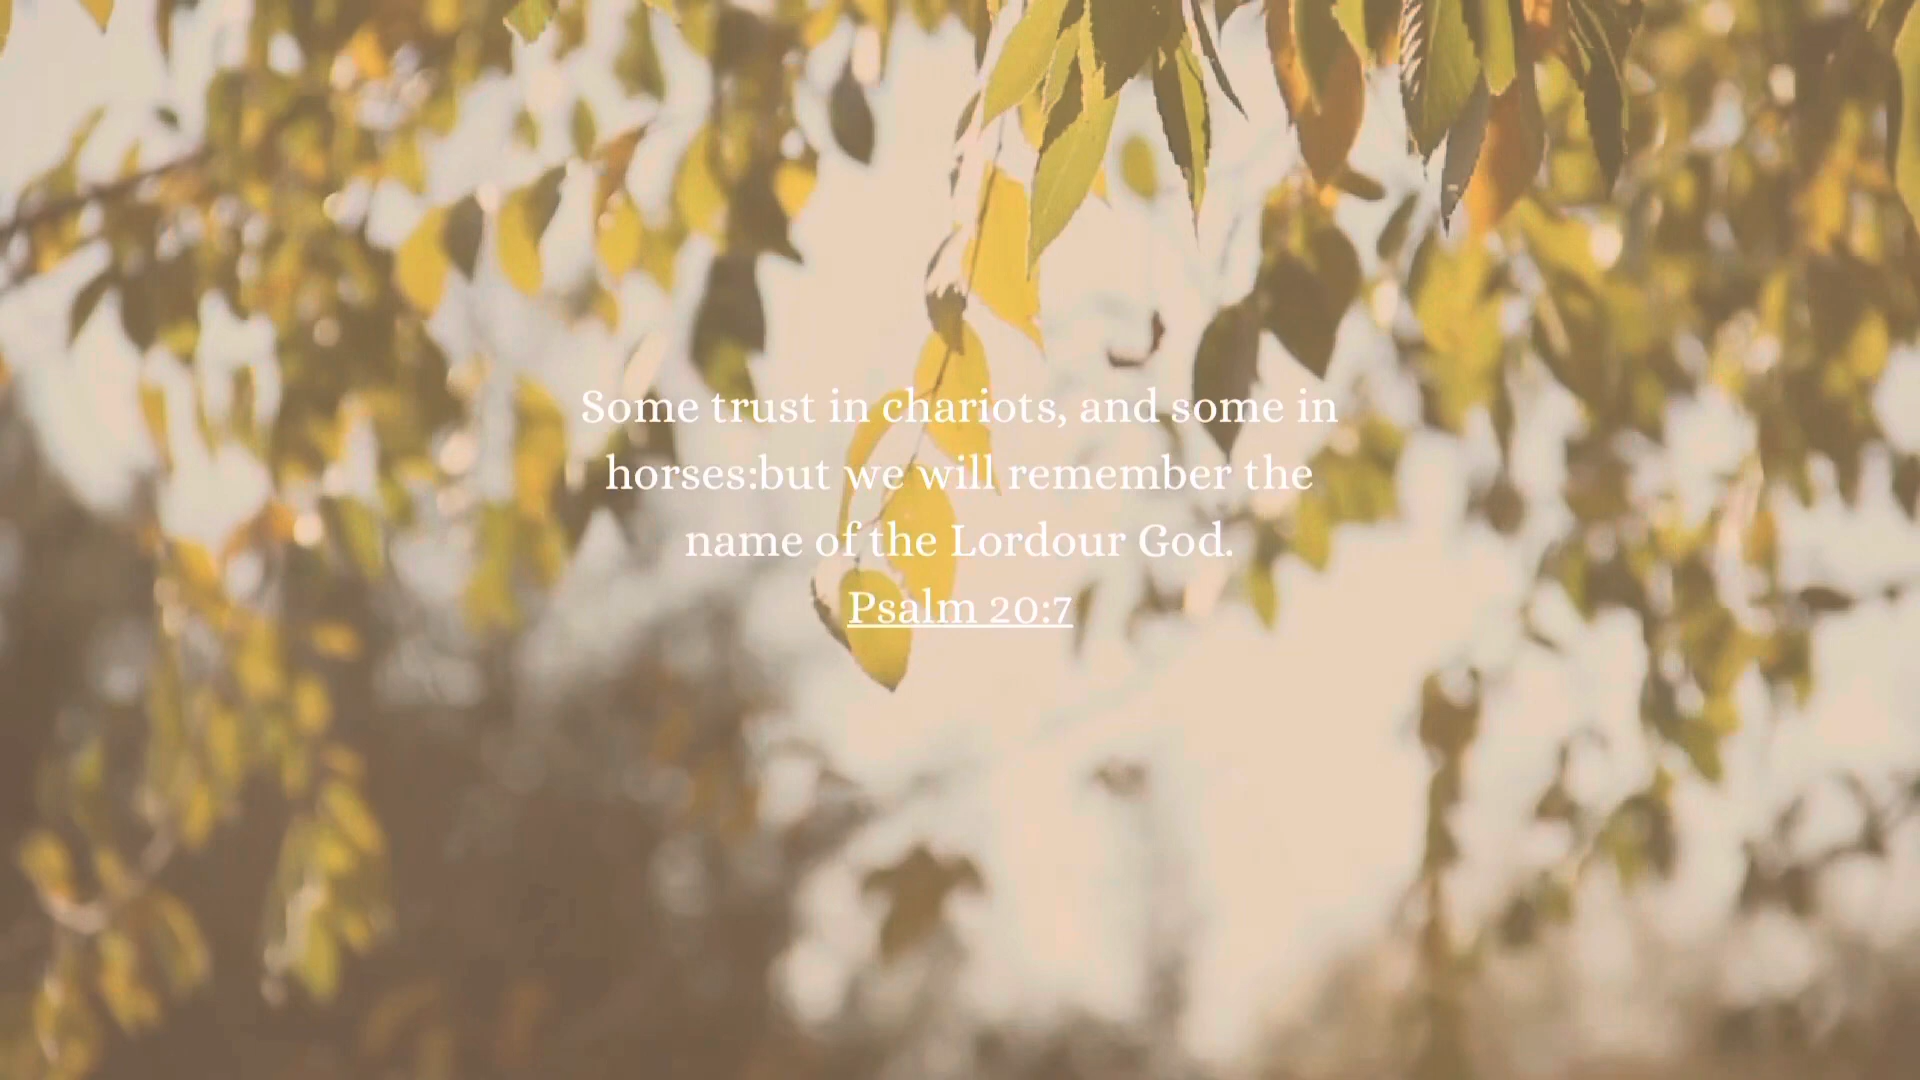 Some trust in chariots, and some in
horses:but we will remember the
name of the Lordour God.
Psalm 20:7